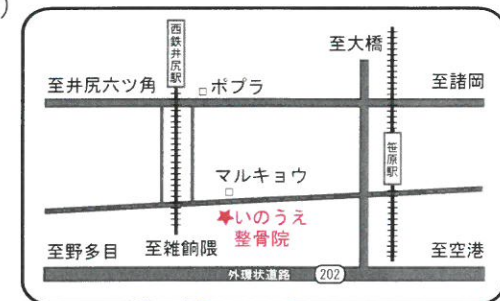 )
西鉄井尻駅
至大橋
至井尻六ツ角
□ポプラ
至諸岡
笹原駅
マルキョウ
★いのうえ
整骨院
至野多目
至雑餉隈
至空港
外環状道路
202